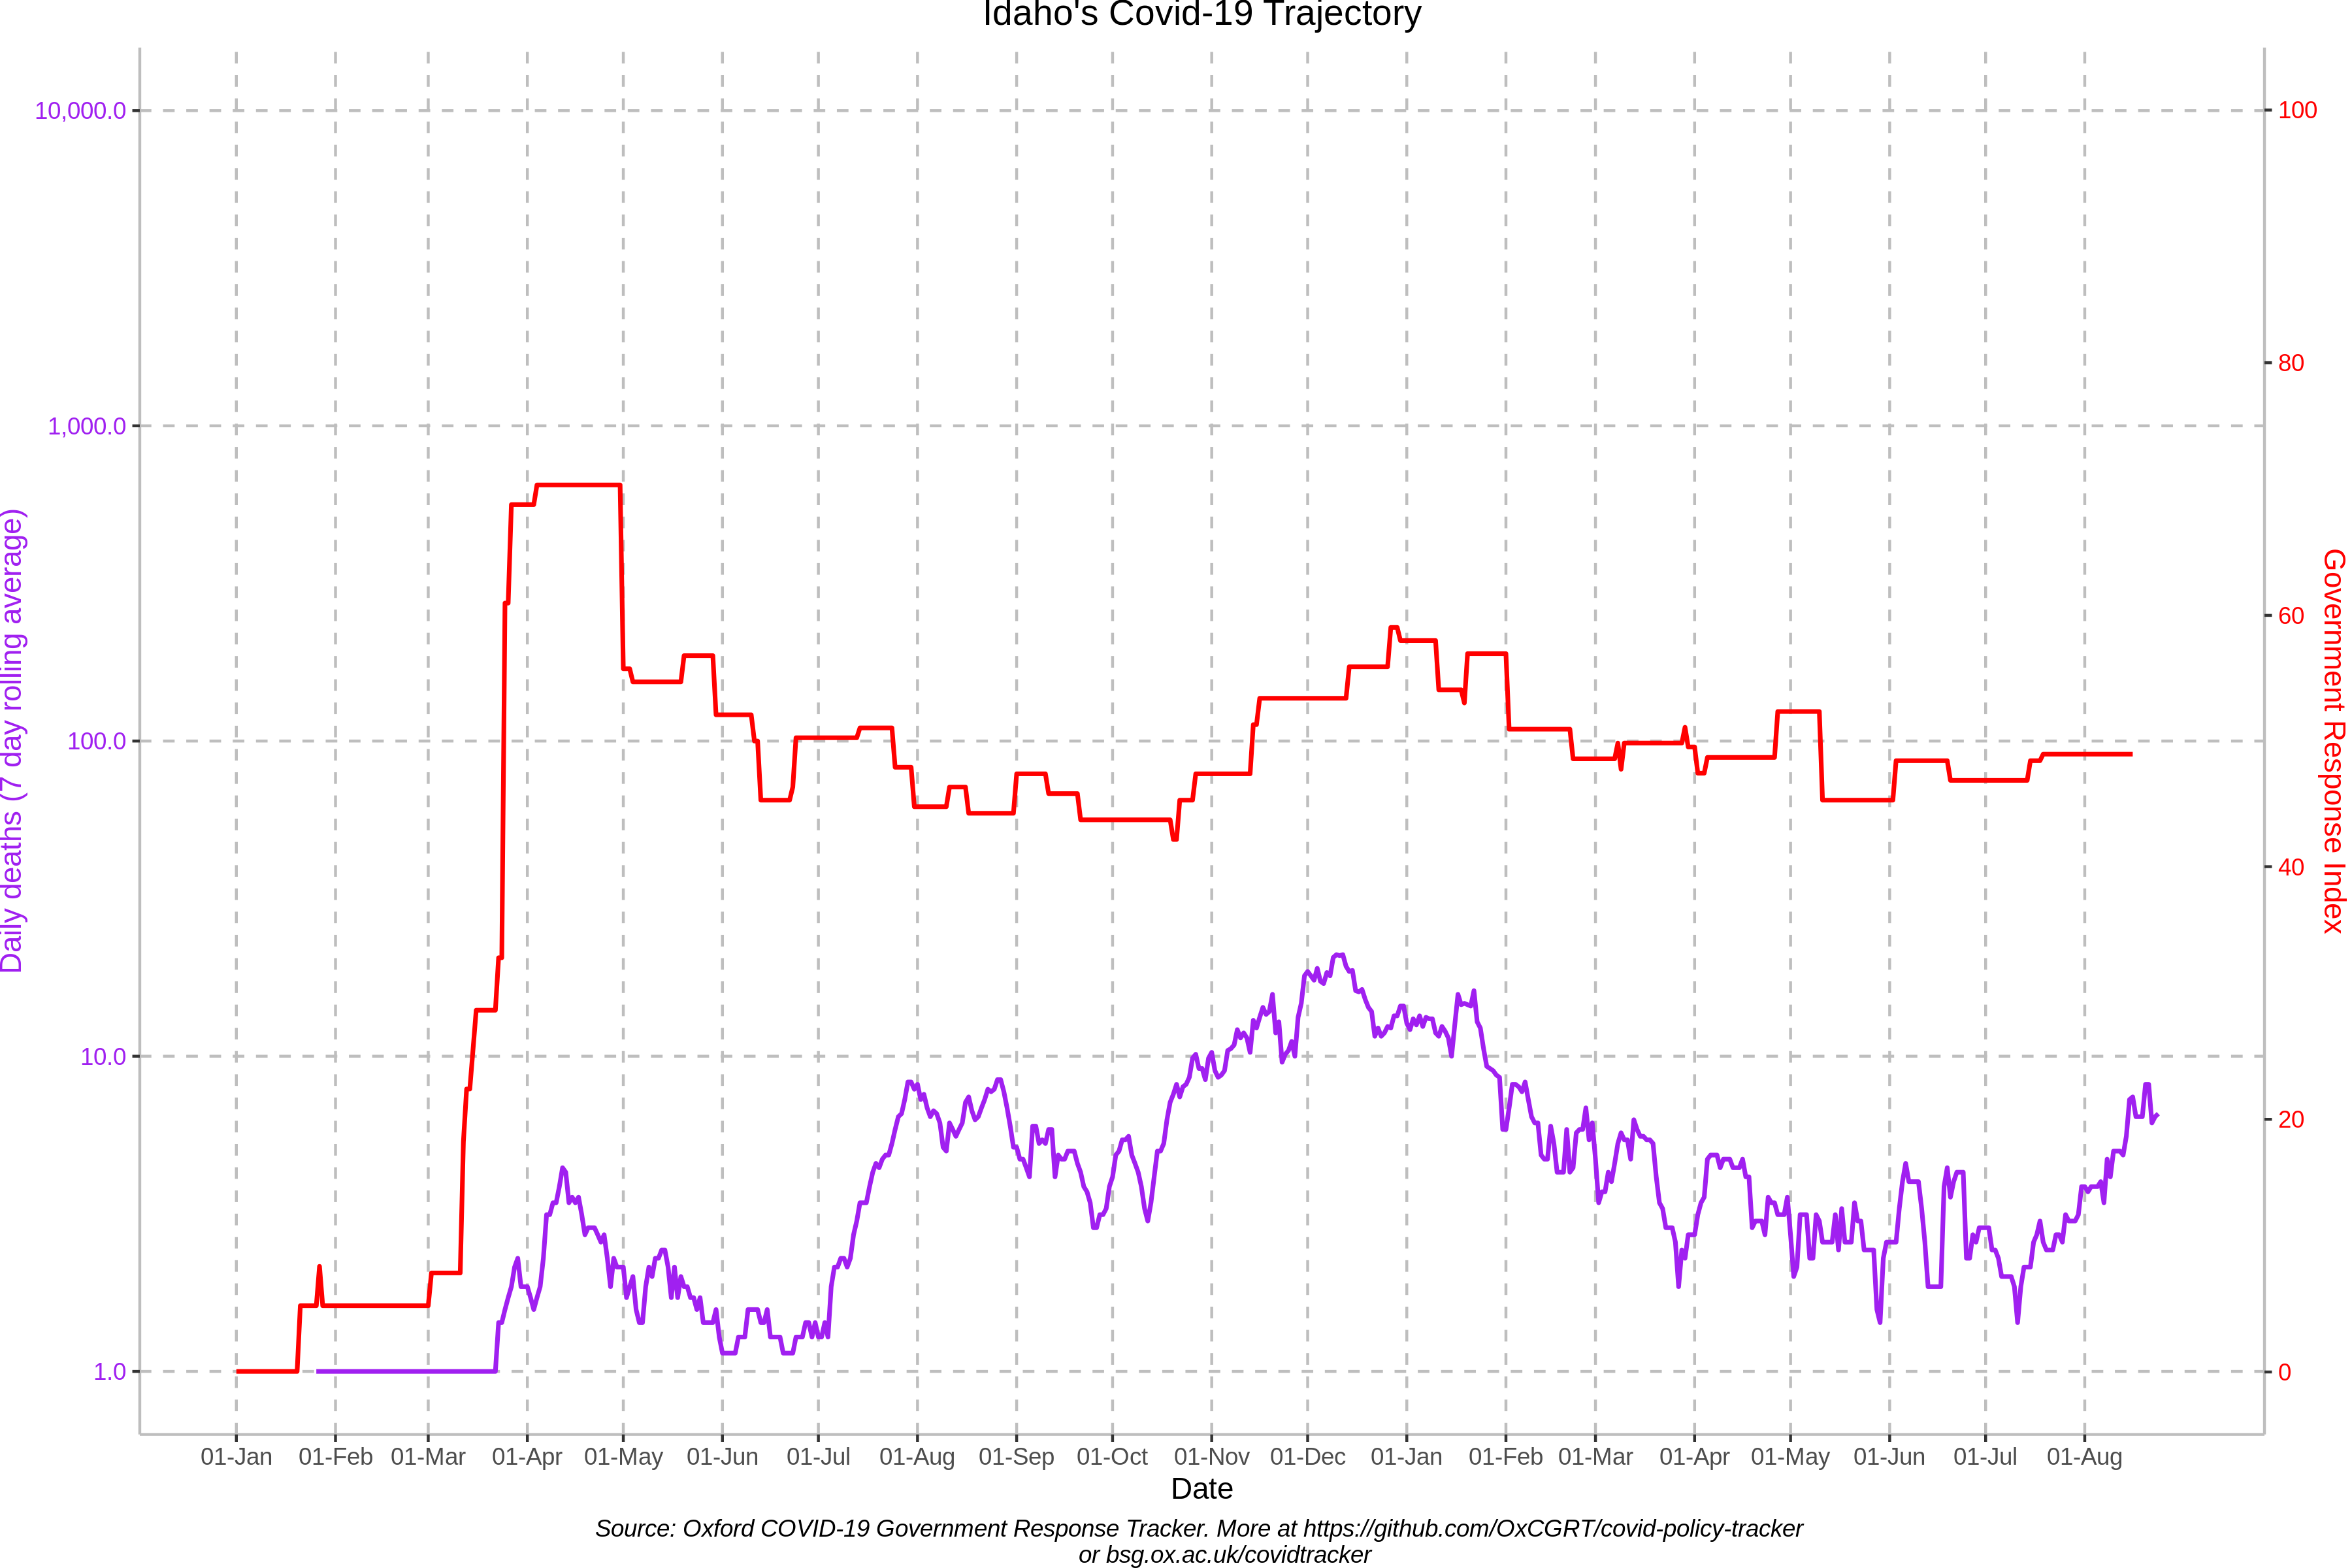 Idaho's Covid-19 Trajectory
10,000.0
1,000.0
100.0
10.0
1.0
Daily deaths (7 day rolling average)
100
80
60
40
20
0
Government Response Index
01-Jan 01-Feb 01-Mar 01-Apr 01-May 01-Jun 01-Jul 01-Aug 01-Sep 01-Oct 01-Nov 01-Dec 01-Jan 01-Feb 01-Mar 01-Apr 01-May 01-Jun 01-Jul 01-Aug
Date
Source: Oxford COVID-19 Government Response Tracker. More at https://github.com/OxCGRT/covid-policy-tracker
or bsg.ox.ac.uk/covidtracker